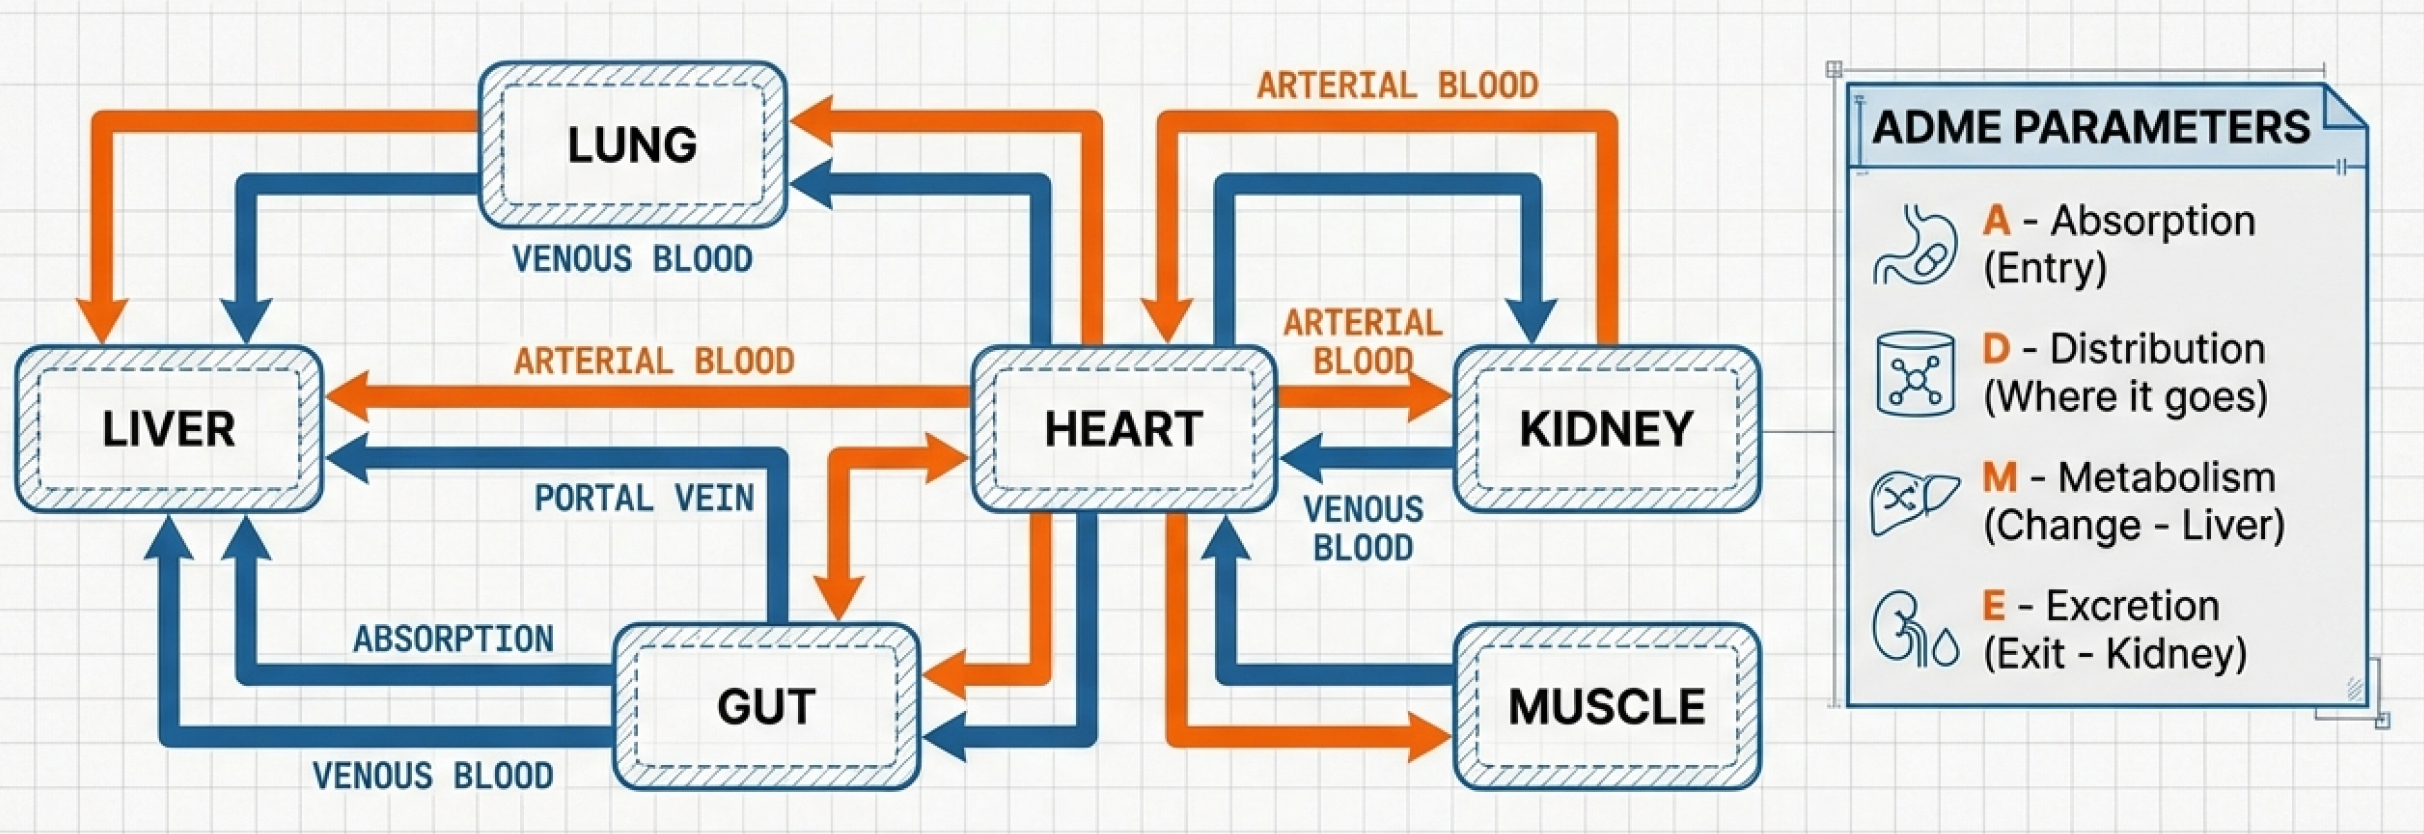 ARTERIAL BLOOD
LUNG
VENOUS BLOOD
ARTERIAL BLOOD
ARTERIAL
BLOOD
LIVER
HEART
KIDNEY
PORTAL VEIN
VENOUS
BLOOD
ABSORPTION
GUT
MUSCLE
VENOUS BLOOD
ADME PARAMETERS
A - Absorption
(Entry)
D - Distribution
(Where it goes)
M - Metabolism
(Change - Liver)
E - Excretion
(Exit - Kidney)